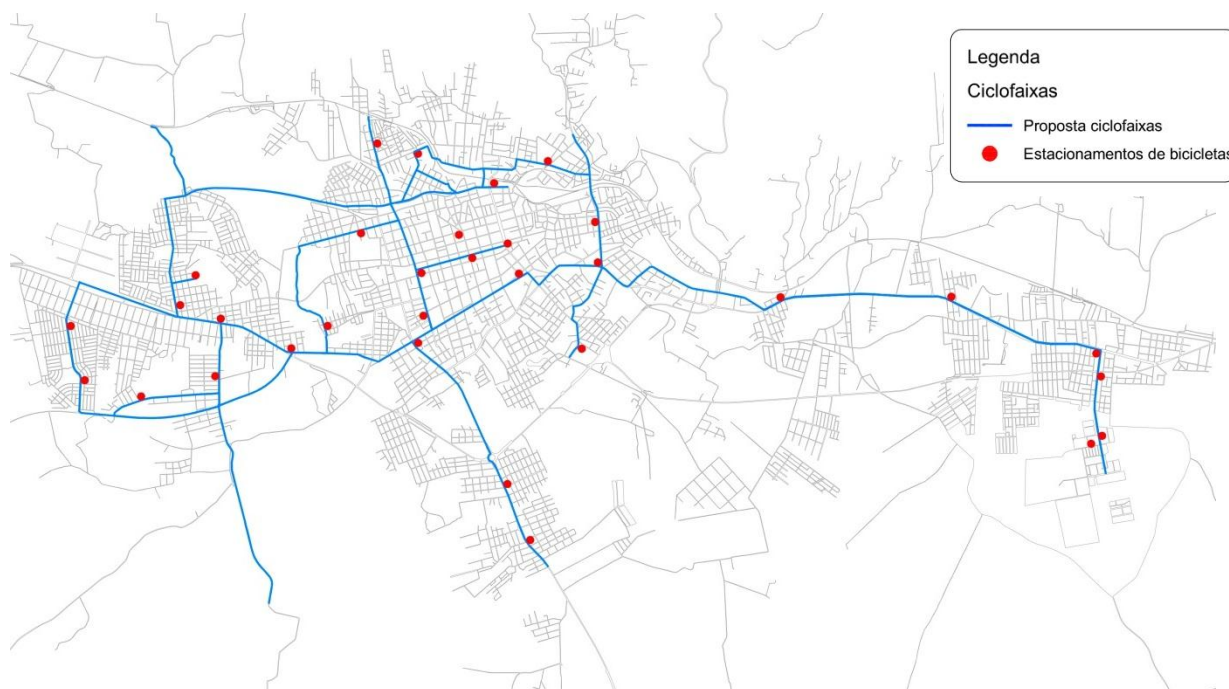 Legenda
Ciclofaixas
Proposta ciclofaixas
Estacionamentos de bicicletas